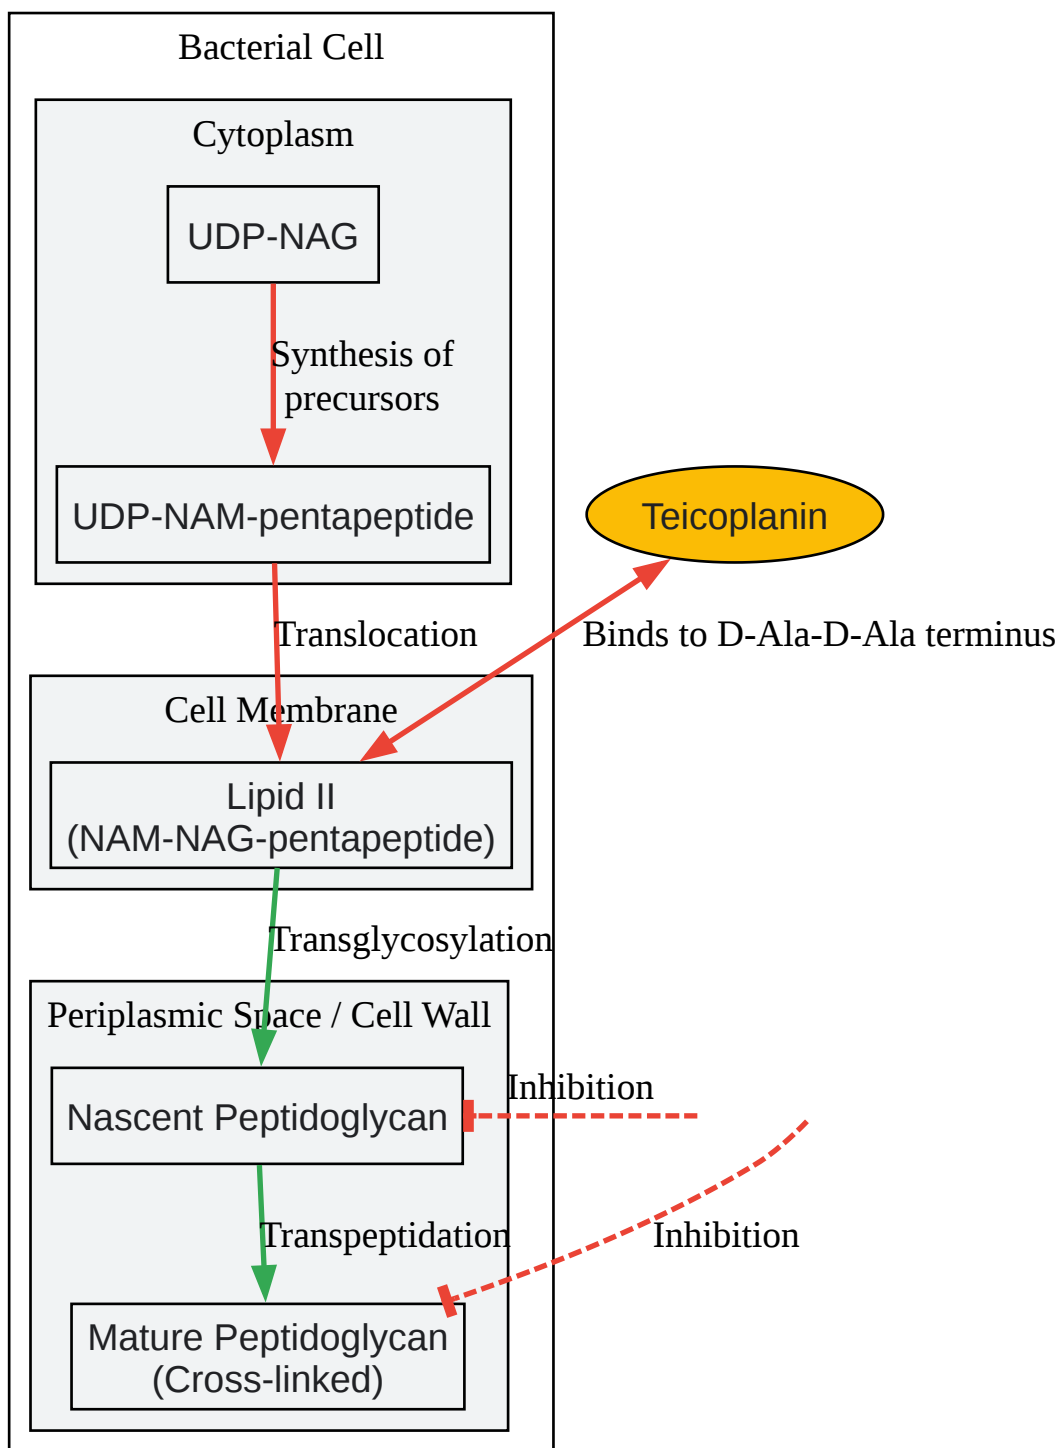 Bacterial Cell
Cytoplasm
UDP-NAG
Synthesis of
precursors
UDP-NAM-pentapeptide
Teicoplanin
Translocation
Binds to D-Ala-D-Ala terminus
Cell Membrane
Lipid II
(NAM-NAG-pentapeptide)
Transglycosylation
Periplasmic Space / Cell Wall
Inhibition
Nascent Peptidoglycan
Transpeptidation
Inhibition
Mature Peptidoglycan
(Cross-linked)